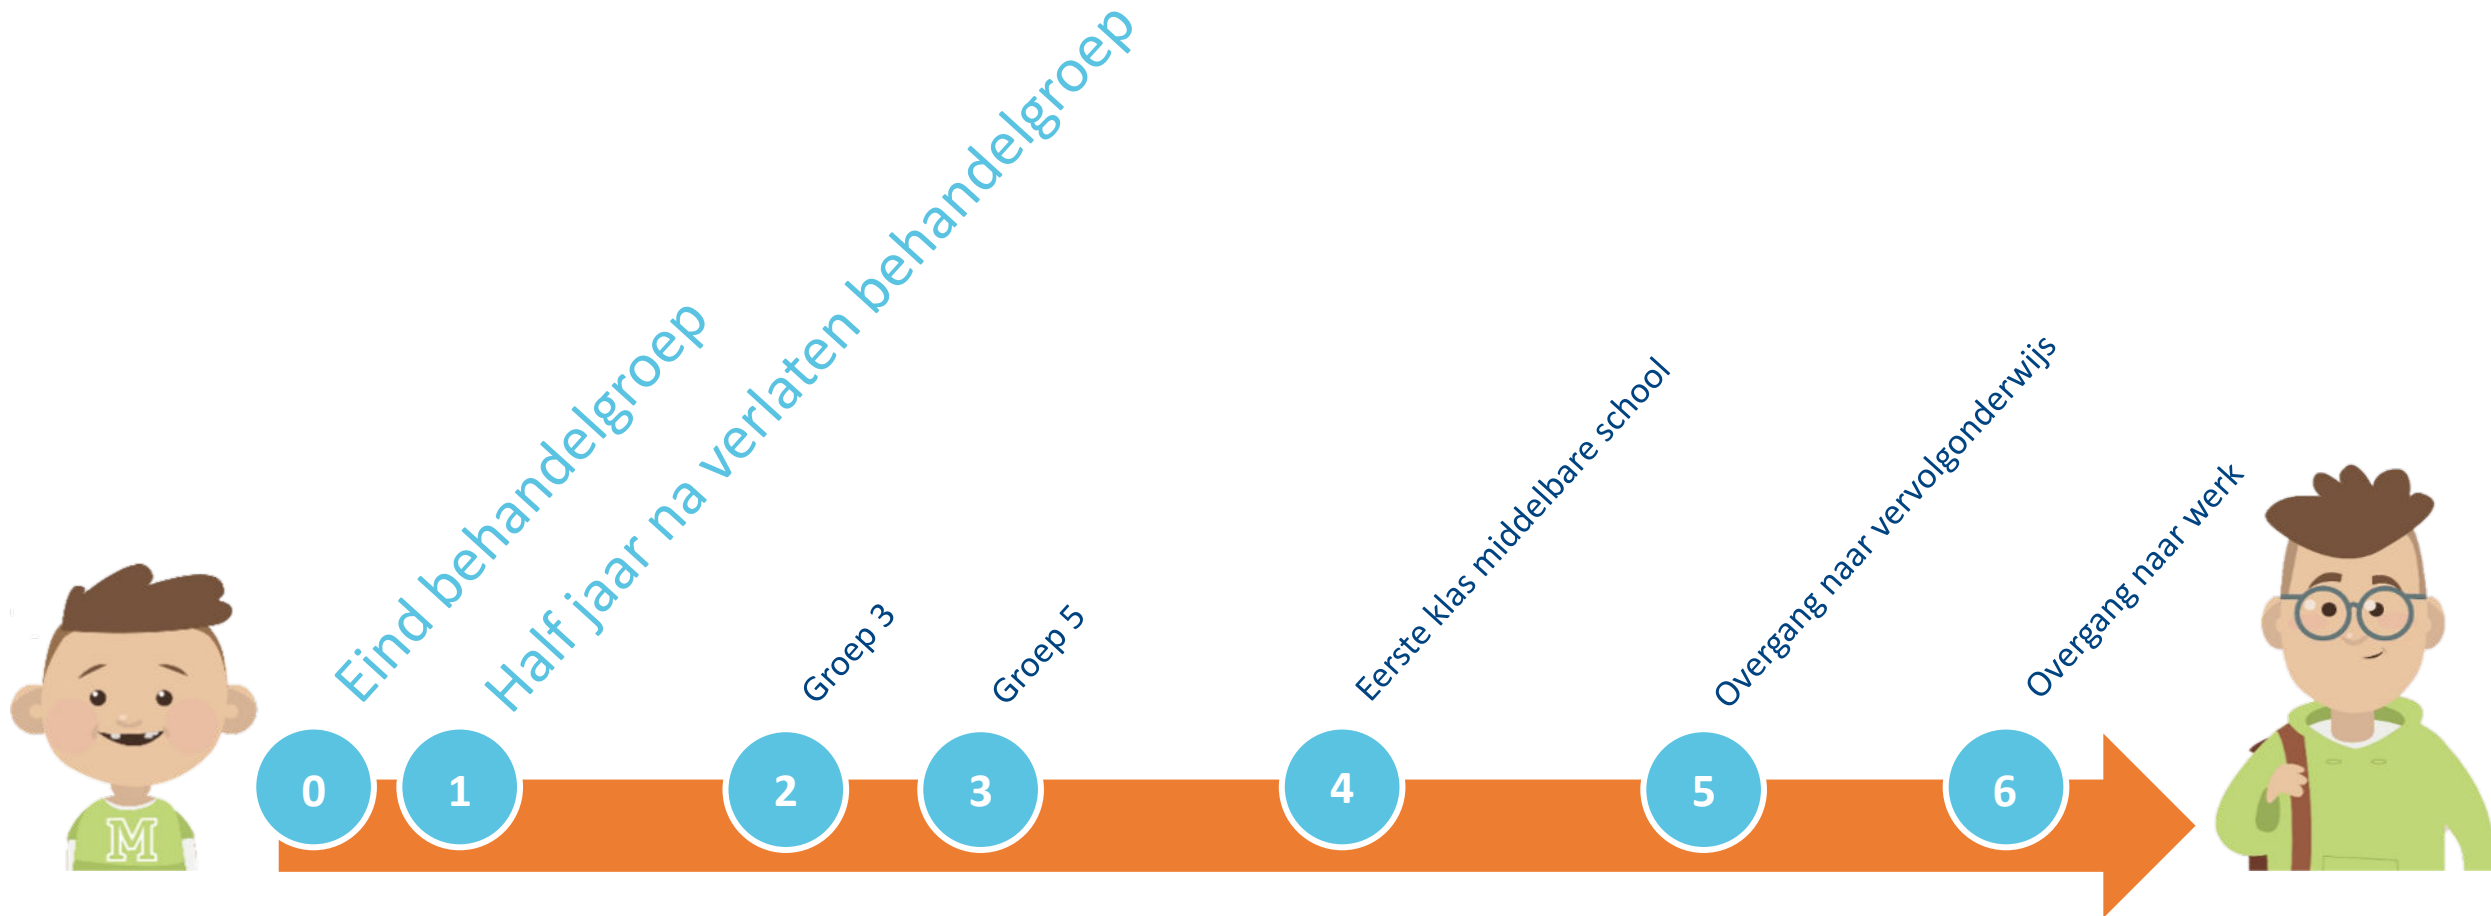 Eind behandelgroep
Half jaar na verlaten behandelgroep
Groep 3
Groep 5
Eerste klas middelbare school
Overgang naar vervolgonderwijs
Overgang naar werk
0
1
2
3
4
5
6
M